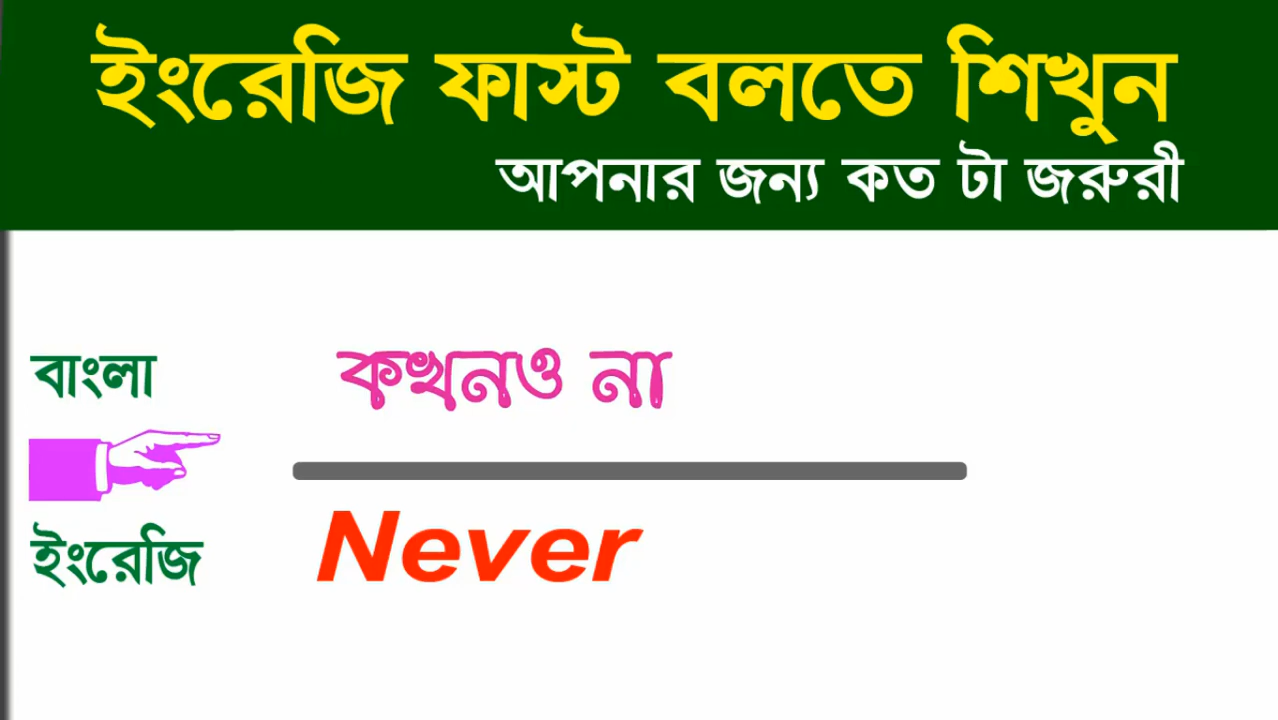 ইংরেজি ফাস্ট বলতে শিখুন
আপনার জন্য কত টা জরুরী
বাংলা
কখনও না
ইংরেজি
Never